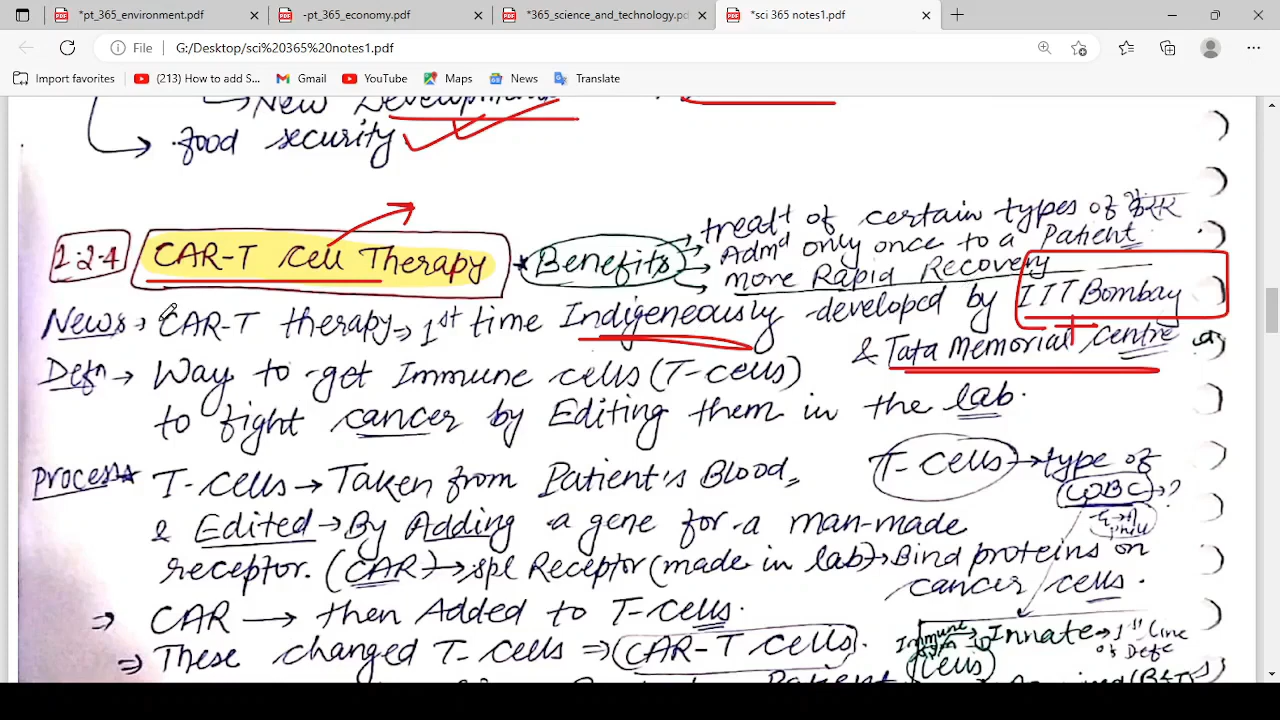 *pt_365_environment.pdf
-pt_365_economy.pdf
*365_science_and_technology.pd
*sci 365 notes1.pdf
File
G:/Desktop/sci%20365%20notes1.pdf
Import favorites
(213) How to add S...
Gmail
YouTube
Maps
News
Translate
New Development
food security
1.2.4
CAR-T Cell Therapy
Benefits
treatt of certain types of कैंसर
Admd only once to a Patient
more Rapid Recovery
News → CAR-T therapy → 1st time Indigeneously developed by IIT Bombay
+
& Tata Memorial Centre
Defn → Way to get Immune cells (T-cells)
to fight cancer by Editing them in the lab.
Process → T-cells → Taken from Patient's Blood,
& Edited → By Adding a gene for a man-made
receptor. (CAR) → spl Receptor (made in lab) → Bind proteins on
cancer cells.
T-cells → type of
WBC → ?
⇒ CAR → then Added to T-cells.
⇒ These changed T-cells ⇒ CAR-T cells.
Immune
Cells
Innate → 1st Line
of Defe
Patient